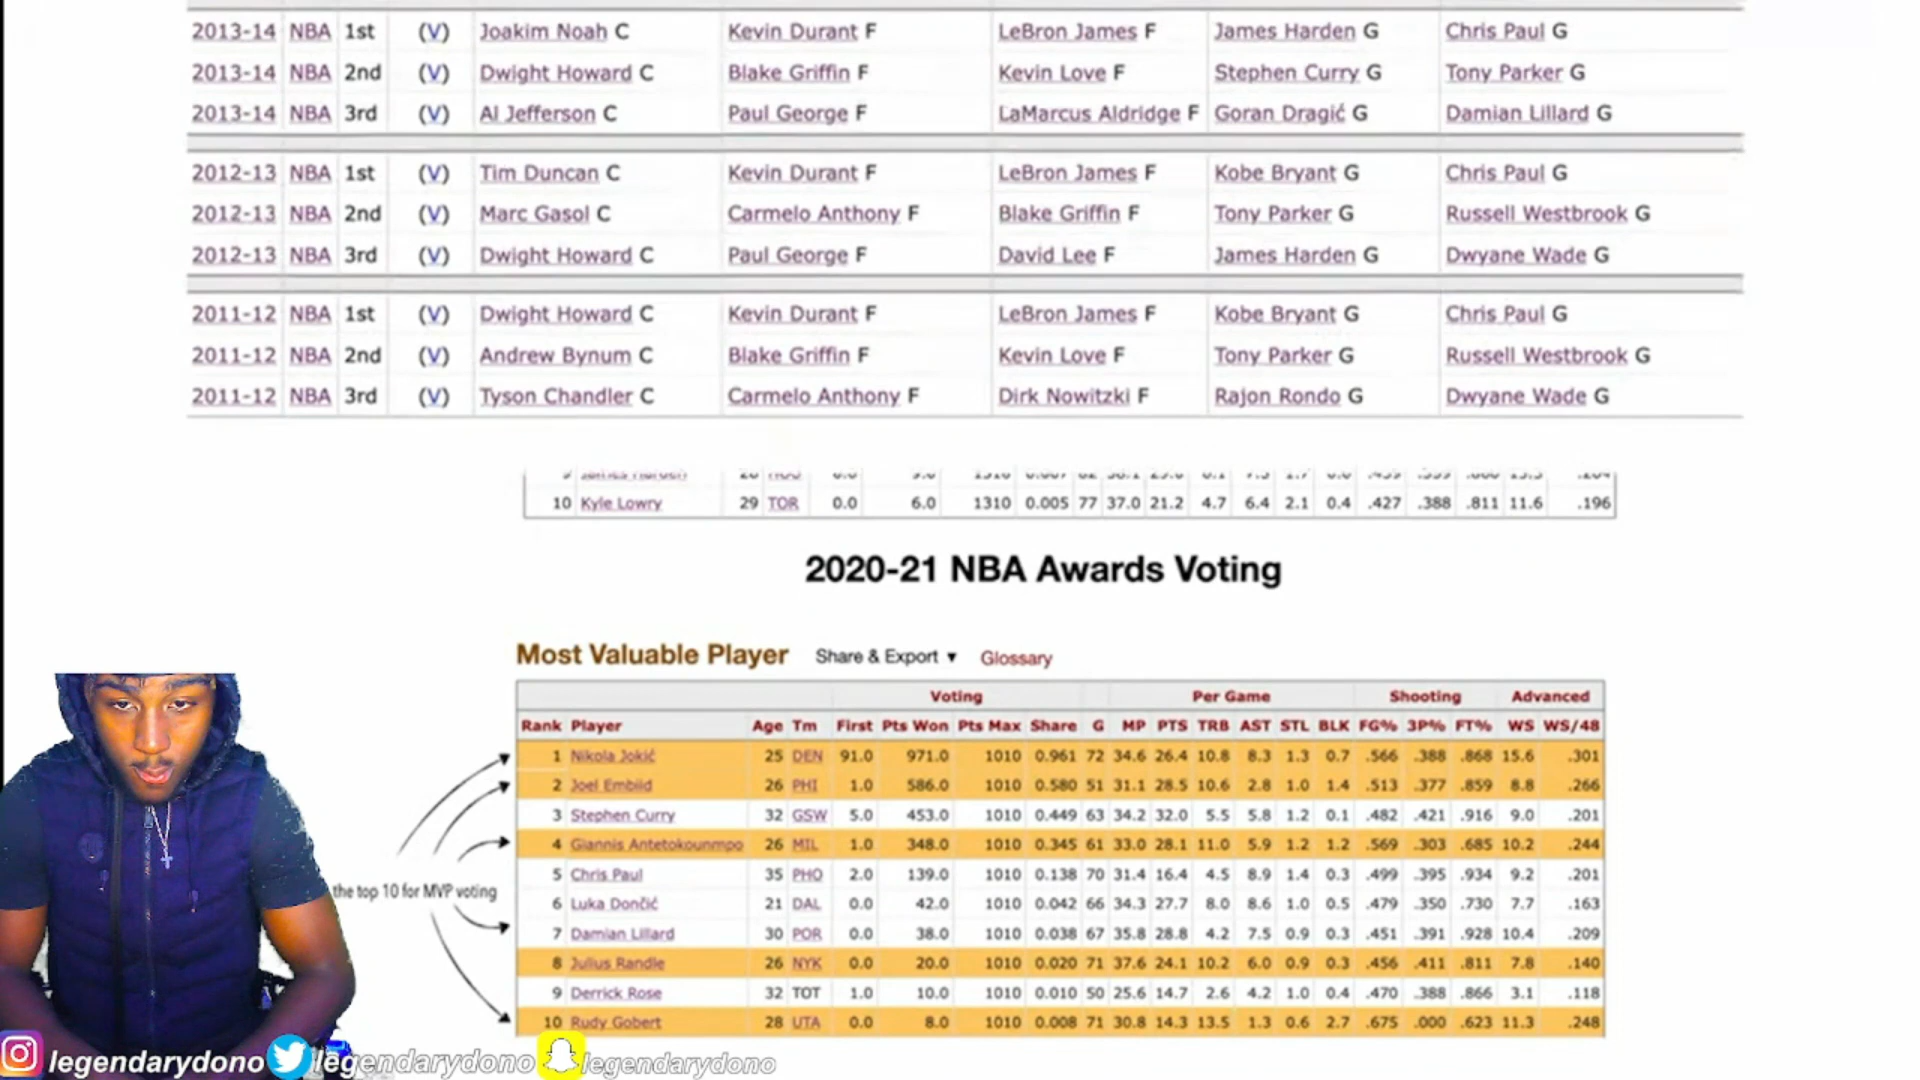 2013-14 NBA 1st (V) Joakim Noah C Kevin Durant F LeBron James F James Harden G Chris Paul G
2013-14 NBA 2nd (V) Dwight Howard C Blake Griffin F Kevin Love F Stephen Curry G Tony Parker G
2013-14 NBA 3rd (V) Al Jefferson C Paul George F LaMarcus Aldridge F Goran Dragić G Damian Lillard G
2012-13 NBA 1st (V) Tim Duncan C Kevin Durant F LeBron James F Kobe Bryant G Chris Paul G
2012-13 NBA 2nd (V) Marc Gasol C Carmelo Anthony F Blake Griffin F Tony Parker G Russell Westbrook G
2012-13 NBA 3rd (V) Dwight Howard C Paul George F David Lee F James Harden G Dwyane Wade G
2011-12 NBA 1st (V) Dwight Howard C Kevin Durant F LeBron James F Kobe Bryant G Chris Paul G
2011-12 NBA 2nd (V) Andrew Bynum C Blake Griffin F Kevin Love F Tony Parker G Russell Westbrook G
2011-12 NBA 3rd (V) Tyson Chandler C Carmelo Anthony F Dirk Nowitzki F Rajon Rondo G Dwyane Wade G
10 Kyle Lowry 29 TOR 0.0 6.0 1310 0.005 77 37.0 21.2 4.7 6.4 2.1 0.4 .427 .388 .811 11.6 .196
2020-21 NBA Awards Voting
Most Valuable Player Share & Export ▼ Glossary
Voting Per Game Shooting Advanced
Rank Player Age Tm First Pts Won Pts Max Share G MP PTS TRB AST STL BLK FG% 3P% FT% WS WS/48
1 Nikola Jokić 25 DEN 91.0 971.0 1010 0.961 72 34.6 26.4 10.8 8.3 1.3 0.7 .566 .388 .868 15.6 .301
2 Joel Embiid 26 PHI 1.0 586.0 1010 0.580 51 31.1 28.5 10.6 2.8 1.0 1.4 .513 .377 .859 8.8 .266
3 Stephen Curry 32 GSW 5.0 453.0 1010 0.449 63 34.2 32.0 5.5 5.8 1.2 0.1 .482 .421 .916 9.0 .201
4 Giannis Antetokounmpo 26 MIL 1.0 348.0 1010 0.345 61 33.0 28.1 11.0 5.9 1.2 1.2 .569 .303 .685 10.2 .244
5 Chris Paul 35 PHO 2.0 139.0 1010 0.138 70 31.4 16.4 4.5 8.9 1.4 0.3 .499 .395 .934 9.2 .201
6 Luka Dončić 21 DAL 0.0 42.0 1010 0.042 66 34.3 27.7 8.0 8.6 1.0 0.5 .479 .350 .730 7.7 .163
7 Damian Lillard 30 POR 0.0 38.0 1010 0.038 67 35.8 28.8 4.2 7.5 0.9 0.3 .451 .391 .928 10.4 .209
8 Julius Randle 26 NYK 0.0 20.0 1010 0.020 71 37.6 24.1 10.2 6.0 0.9 0.3 .456 .411 .811 7.8 .140
9 Derrick Rose 32 TOT 1.0 10.0 1010 0.010 50 25.6 14.7 2.6 4.2 1.0 0.4 .470 .388 .866 3.1 .118
10 Rudy Gobert 28 UTA 0.0 8.0 1010 0.008 71 30.8 14.3 13.5 1.3 0.6 2.7 .675 .000 .623 11.3 .248
the top 10 for MVP voting
legendarydono legendarydono legendarydono